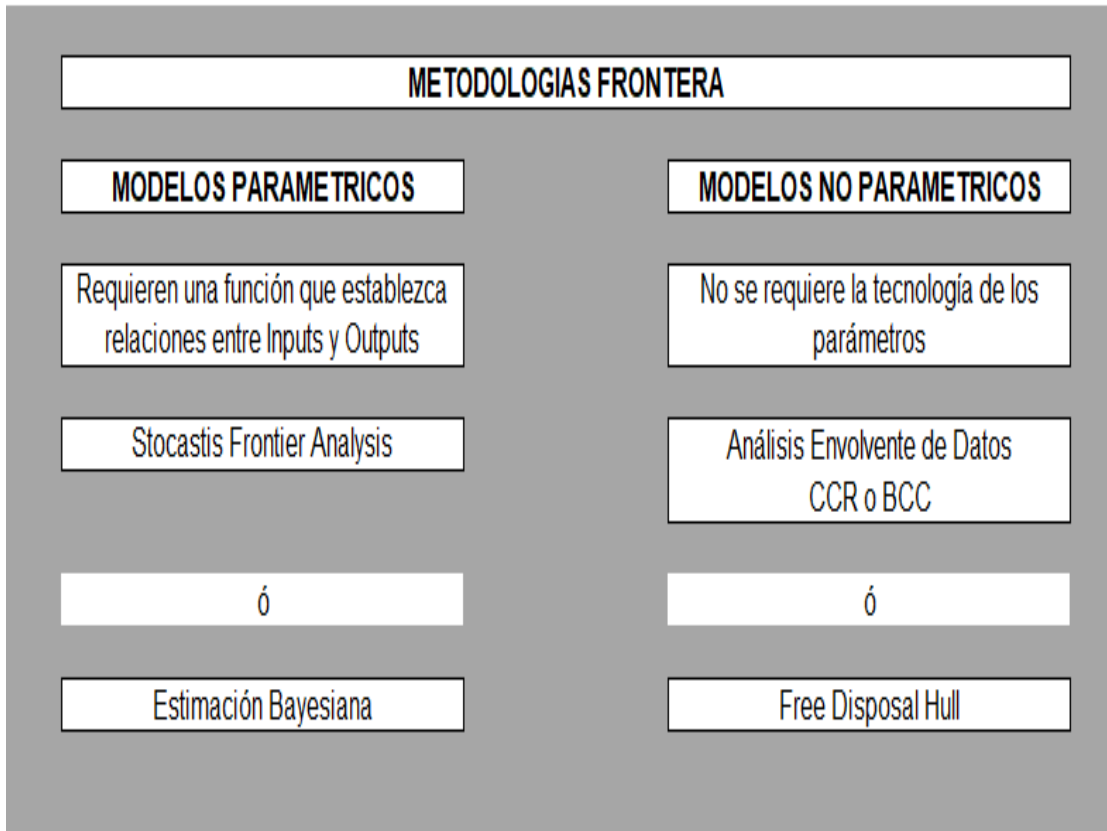 METODOLOGIAS FRONTERA
MODELOS PARAMETRICOS
MODELOS NO PARAMETRICOS
Requieren una función que establezca
relaciones entre Inputs y Outputs
No se requiere la tecnología de los
parámetros
Stocastis Frontier Analysis
Análisis Envolvente de Datos
CCR o BCC
ó
ó
Estimación Bayesiana
Free Disposal Hull